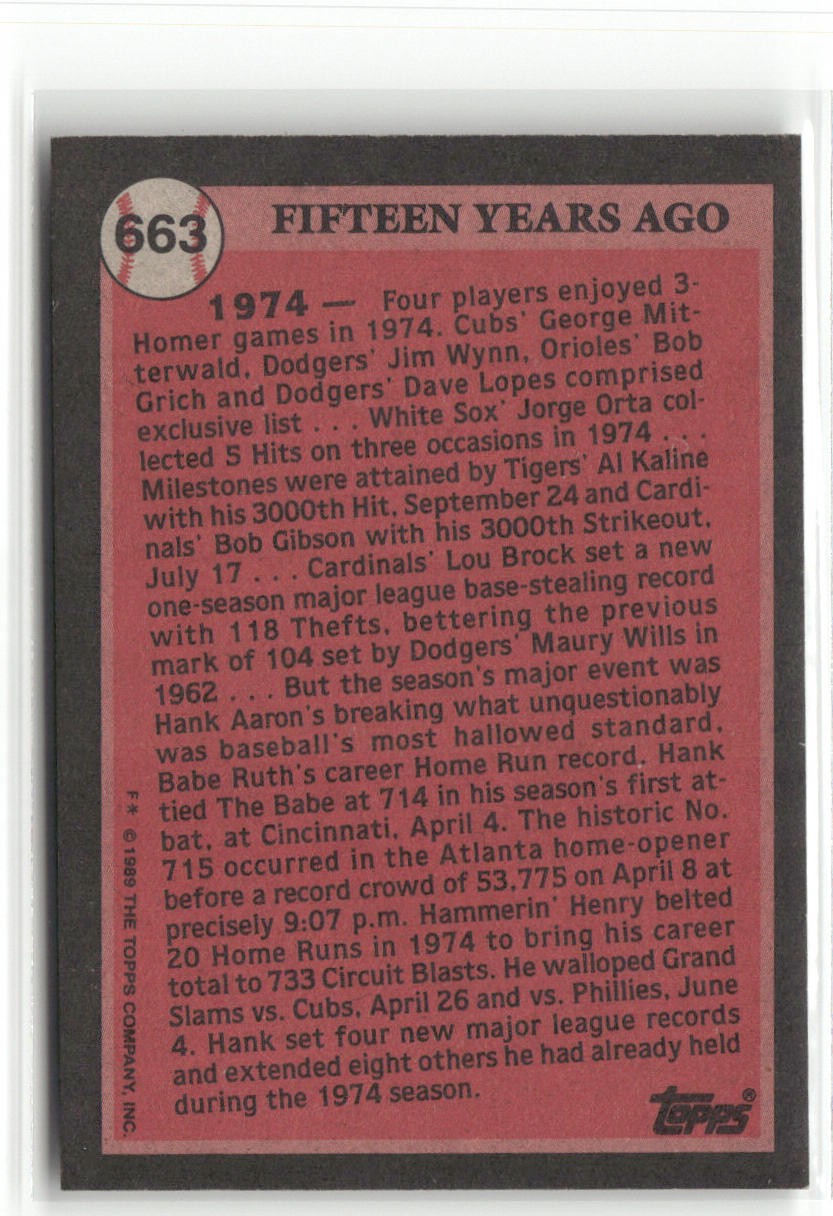 663
FIFTEEN YEARS AGO
1974 — Four players enjoyed 3-
Homer games in 1974. Cubs' George Mit-
terwald, Dodgers' Jim Wynn, Orioles' Bob
Grich and Dodgers' Dave Lopes comprised
exclusive list . . . White Sox' Jorge Orta col-
lected 5 Hits on three occasions in 1974 . . .
Milestones were attained by Tigers' Al Kaline
with his 3000th Hit, September 24 and Cardi-
nals' Bob Gibson with his 3000th Strikeout,
July 17 . . . Cardinals' Lou Brock set a new
one-season major league base-stealing record
with 118 Thefts, bettering the previous
mark of 104 set by Dodgers' Maury Wills in
1962 . . . But the season's major event was
Hank Aaron's breaking what unquestionably
was baseball's most hallowed standard,
Babe Ruth's career Home Run record. Hank
tied The Babe at 714 in his season's first at-
bat, at Cincinnati, April 4. The historic No.
715 occurred in the Atlanta home-opener
before a record crowd of 53,775 on April 8 at
precisely 9:07 p.m. Hammerin' Henry belted
20 Home Runs in 1974 to bring his career
total to 733 Circuit Blasts. He walloped Grand
Slams vs. Cubs, April 26 and vs. Phillies, June
4. Hank set four new major league records
and extended eight others he had already held
during the 1974 season.
F* © 1989 THE TOPPS COMPANY, INC.
topps®